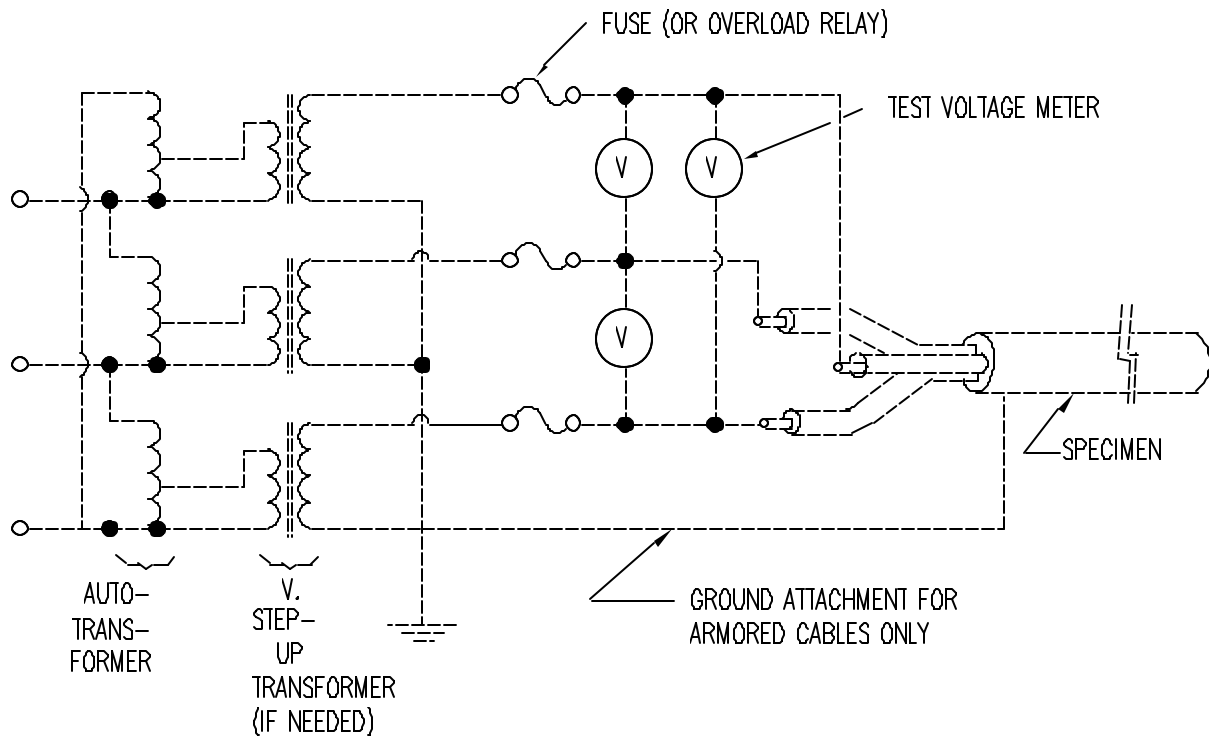 FUSE (OR OVERLOAD RELAY)
TEST VOLTAGE METER
V
V
V
SPECIMEN
GROUND ATTACHMENT FOR
ARMORED CABLES ONLY
AUTO-
TRANS-
FORMER
V.
STEP-
UP
TRANSFORMER
(IF NEEDED)